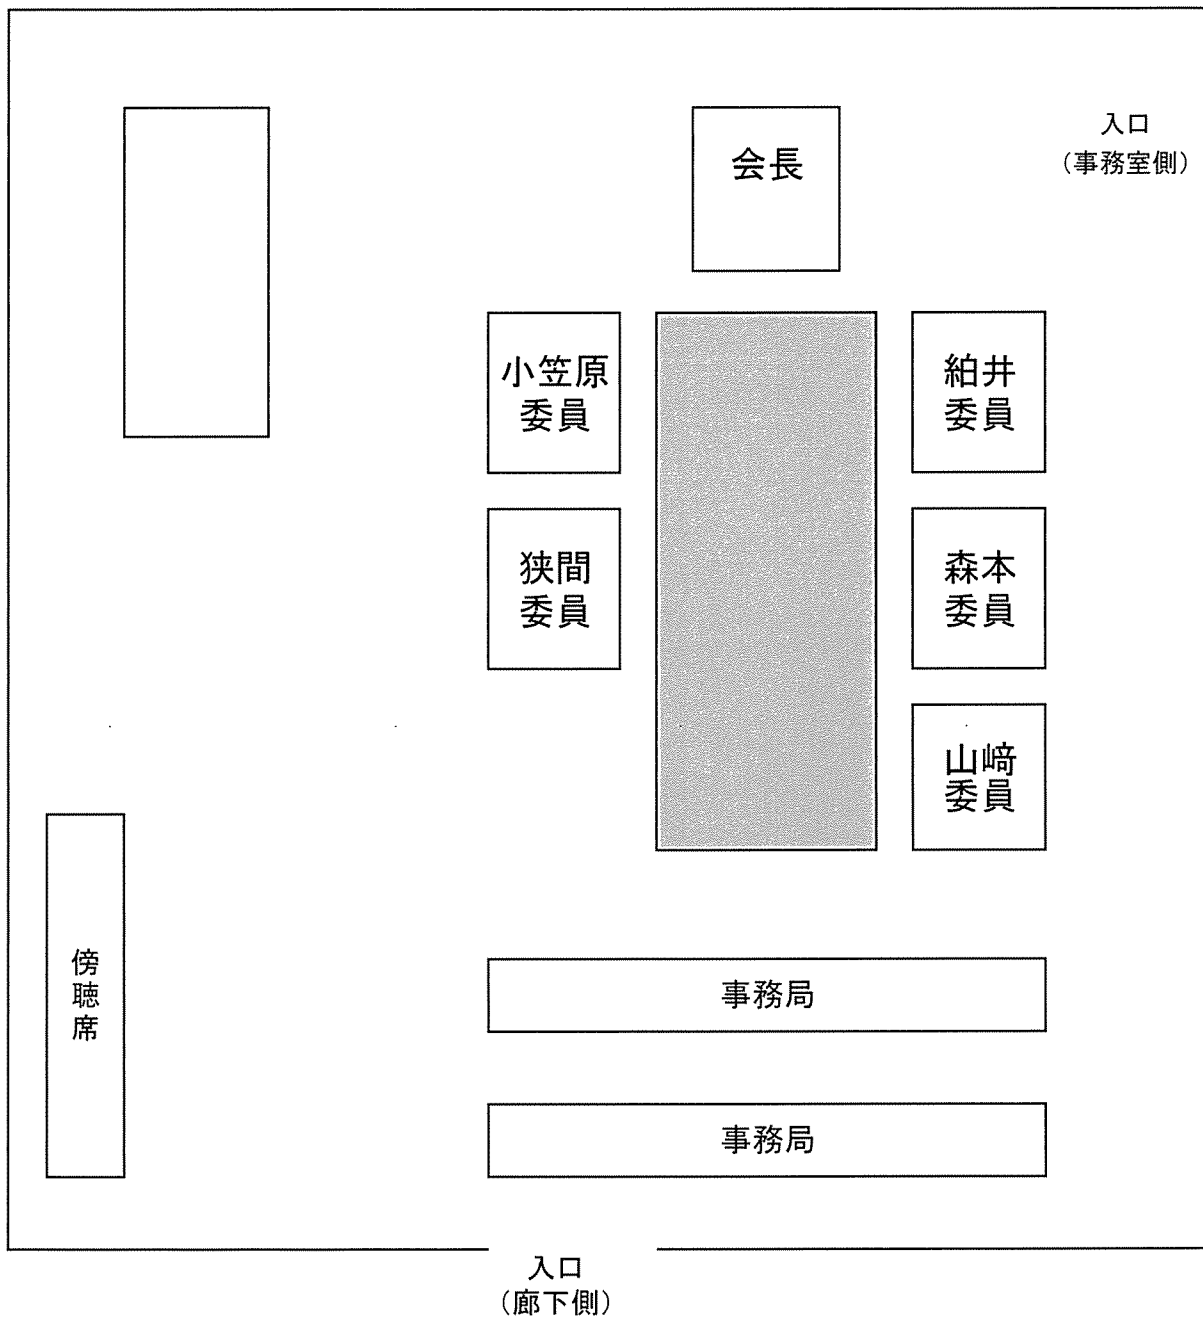 会長
入口
（事務室側）
小笠原
委員
絈井
委員
狭間
委員
森本
委員
山﨑
委員
傍聴席
事務局
事務局
入口
（廊下側）